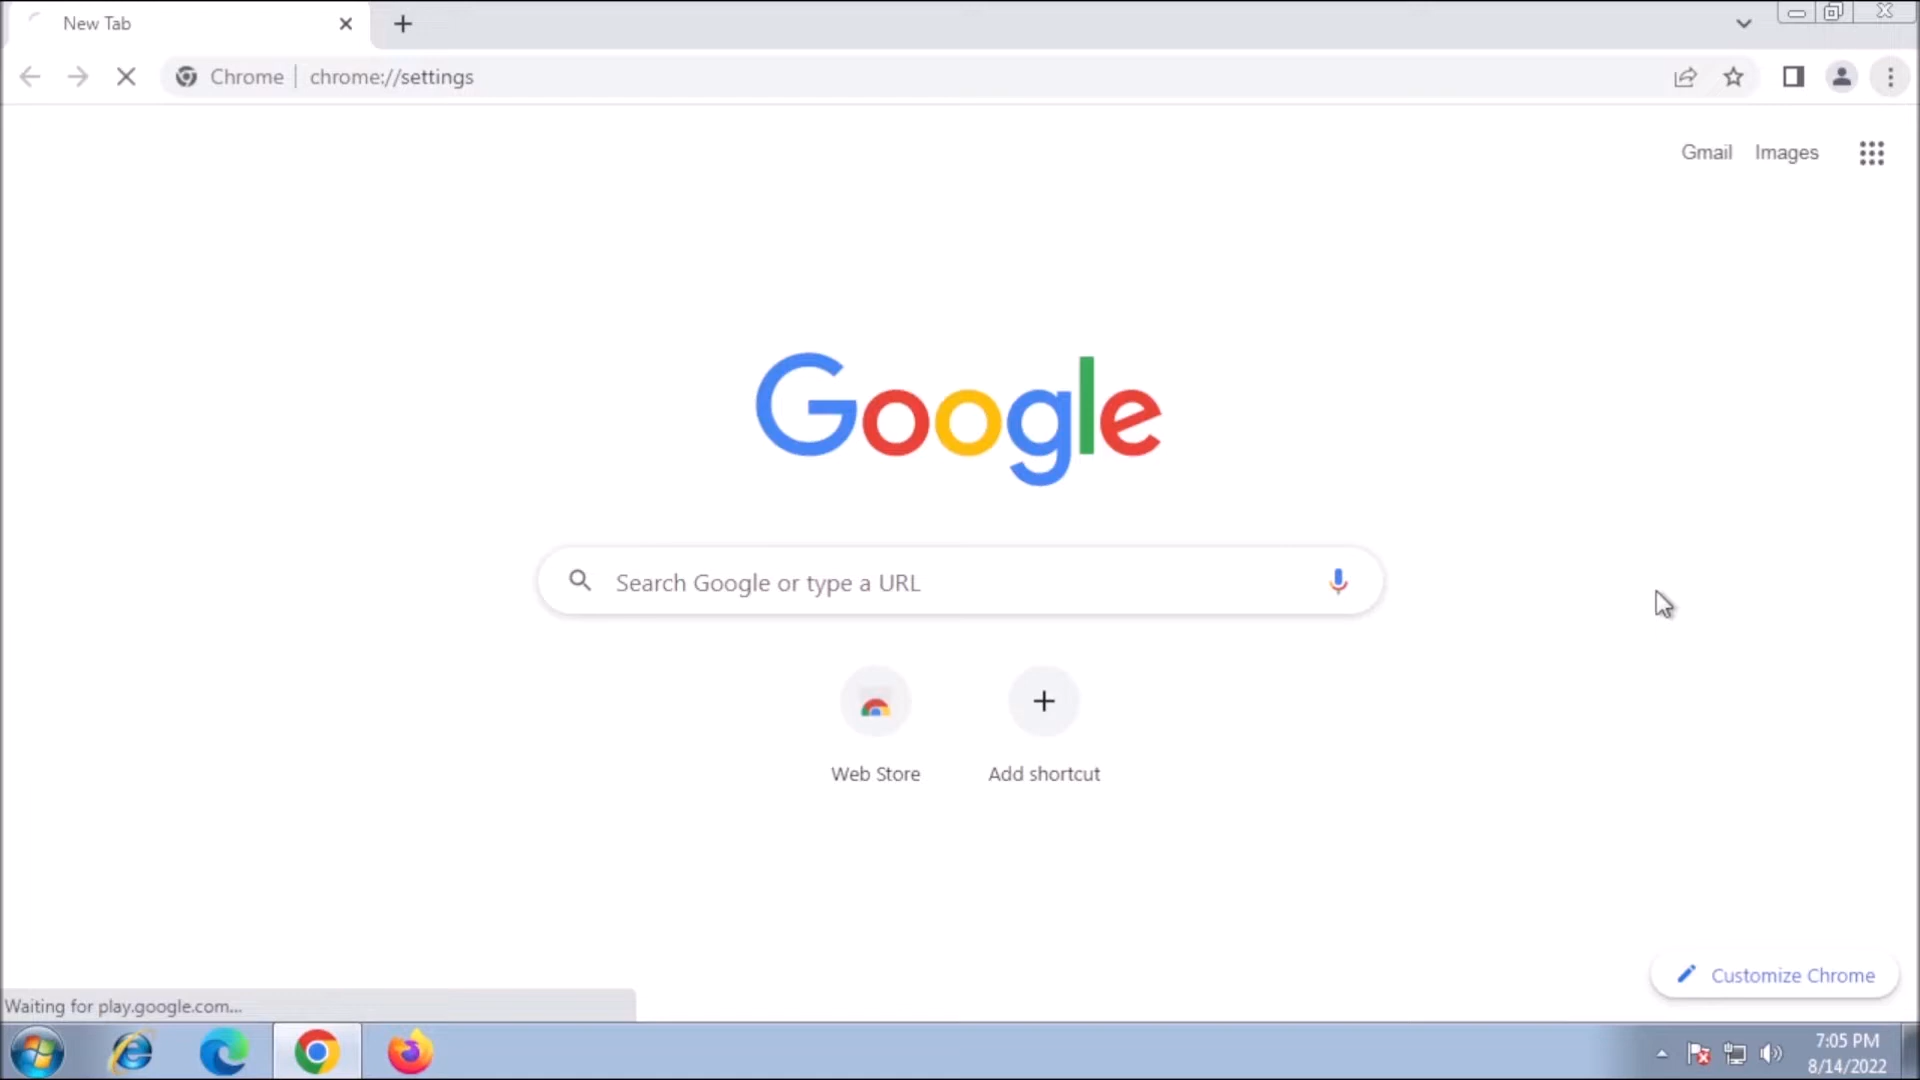 New Tab
Chrome | chrome://settings
Gmail Images
Google
Search Google or type a URL
Web Store
Add shortcut
Customize Chrome
Waiting for play.google.com...
7:05 PM
8/14/2022